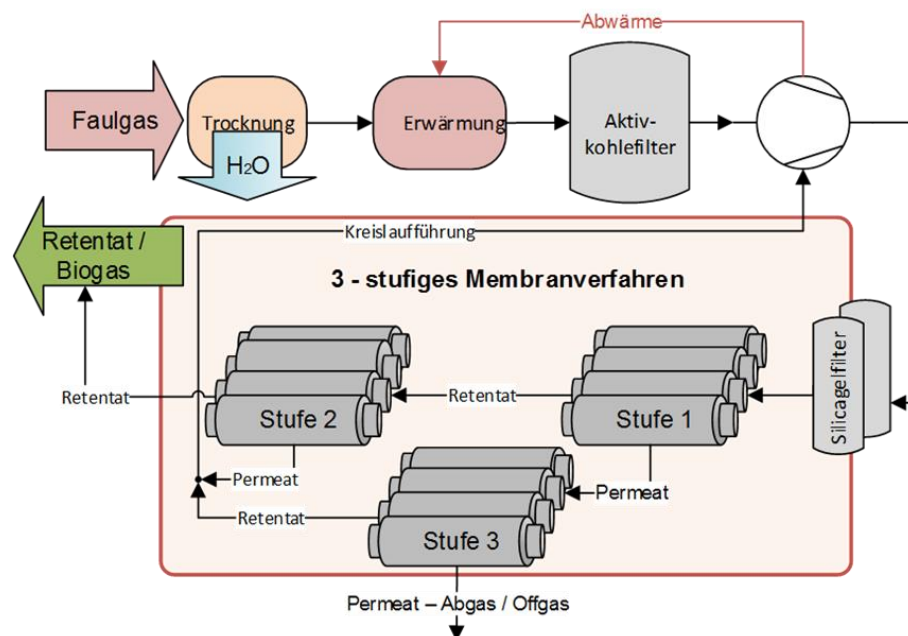 Abwärme
Faulgas
Trocknung
H₂O
Erwärmung
Aktiv-
kohlefilter
Retentat /
Biogas
Kreislaufführung
3 - stufiges Membranverfahren
Silicagelfilter
Retentat
Stufe 2
Retentat
Stufe 1
Permeat
Permeat
Retentat
Stufe 3
Permeat – Abgas / Offgas